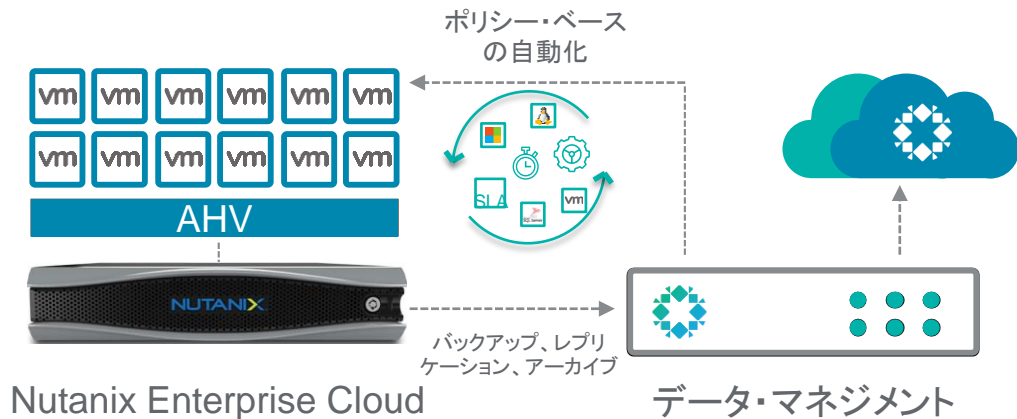 ポリシー・ベース
の自動化
vm vm vm vm vm vm
vm vm vm vm vm vm
AHV
SLA
SQL Server
vm
NUTANIX
バックアップ、レプリ
ケーション、アーカイブ
Nutanix Enterprise Cloud
データ・マネジメント